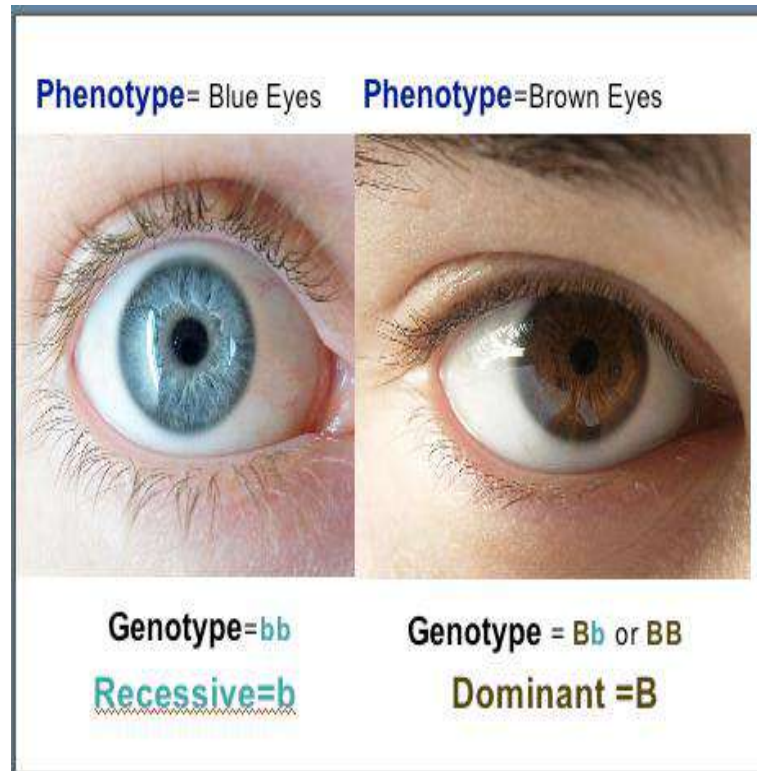 Phenotype= Blue Eyes
Phenotype=Brown Eyes
Genotype=bb
Genotype = Bb or BB
Recessive=b
Dominant =B